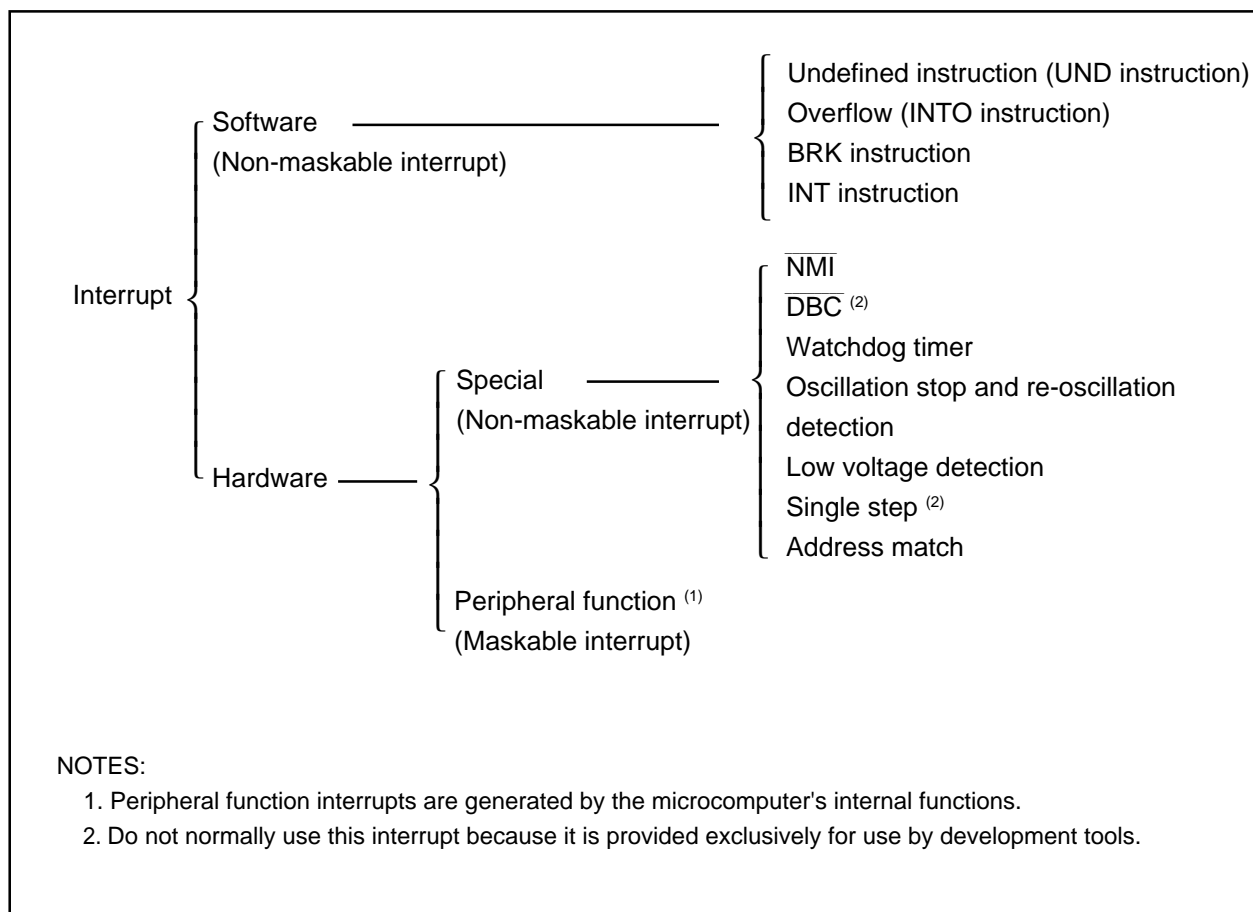 Interrupt
Software
(Non-maskable interrupt)
Undefined instruction (UND instruction)
Overflow (INTO instruction)
BRK instruction
INT instruction
Hardware
Special
(Non-maskable interrupt)
N̅M̅I̅
D̅B̅C̅ (2)
Watchdog timer
Oscillation stop and re-oscillation
detection
Low voltage detection
Single step (2)
Address match
Peripheral function (1)
(Maskable interrupt)
NOTES:
1. Peripheral function interrupts are generated by the microcomputer's internal functions.
2. Do not normally use this interrupt because it is provided exclusively for use by development tools.